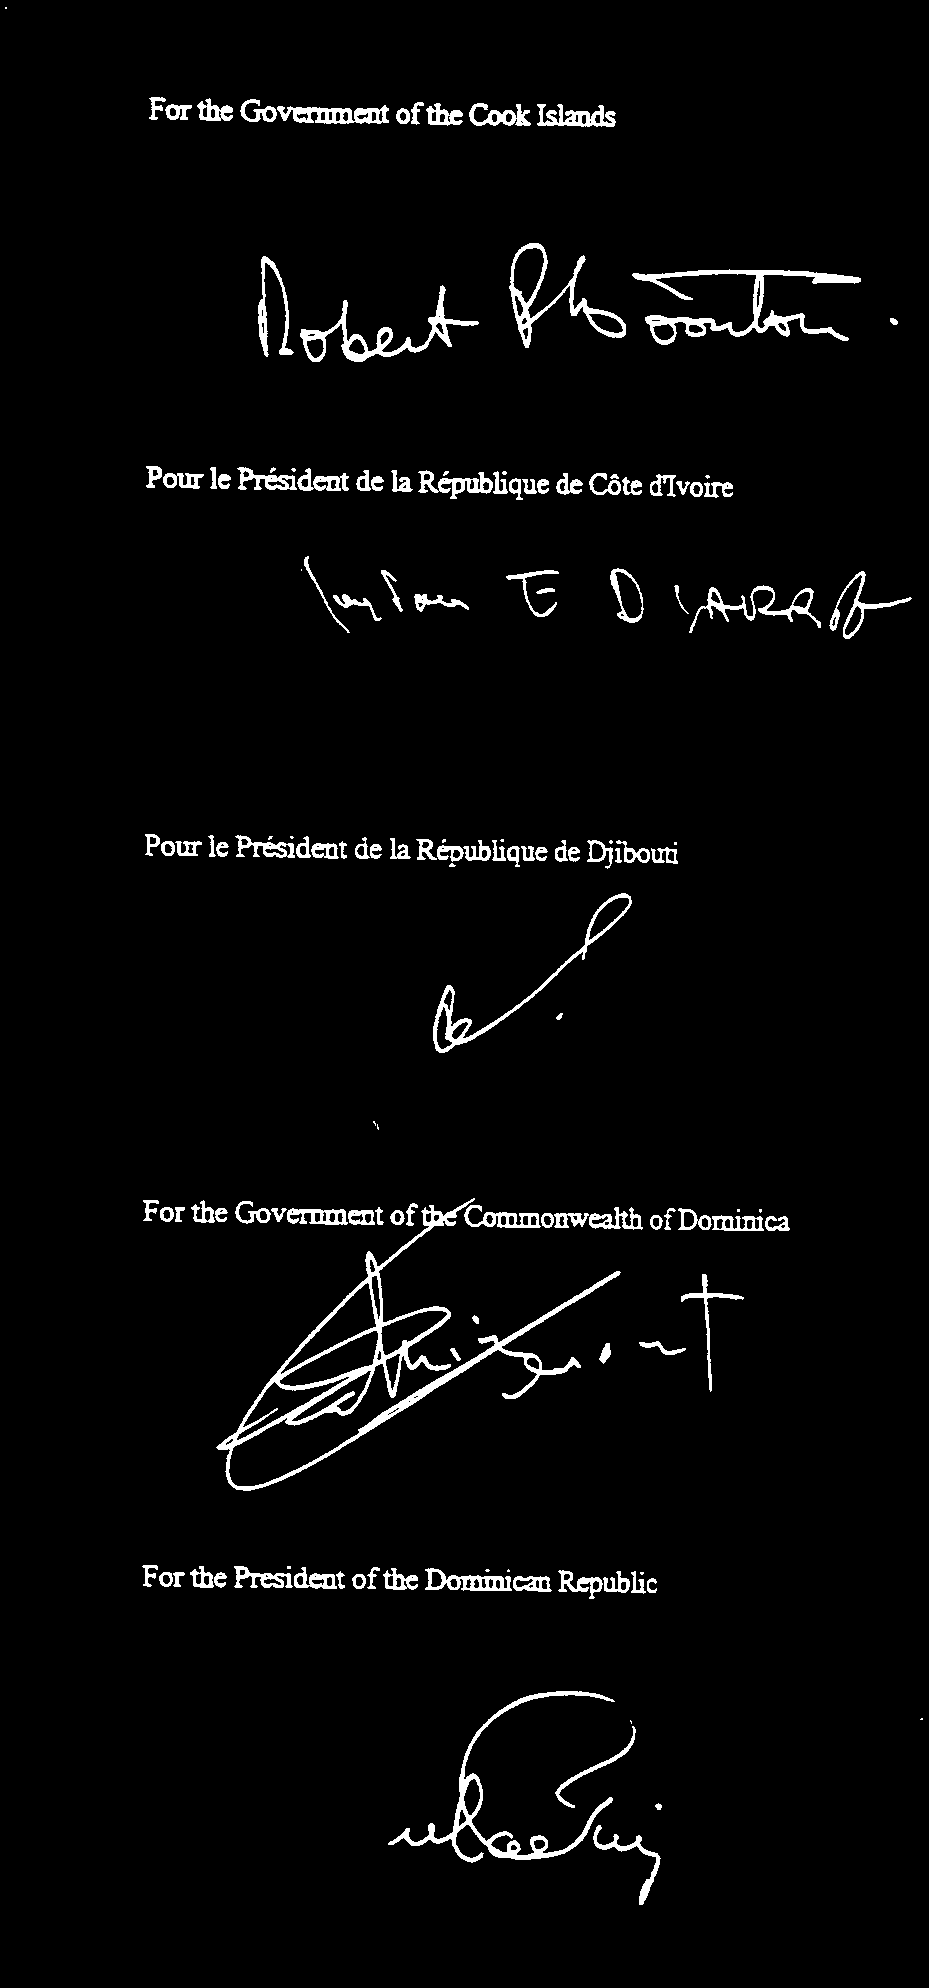 For the Government of the Cook Islands
Robert
Pour le Président de la République de Côte d'Ivoire
E DIARRA
Pour le Président de la République de Djibouti
For the Government of the Commonwealth of Dominica
For the President of the Dominican Republic